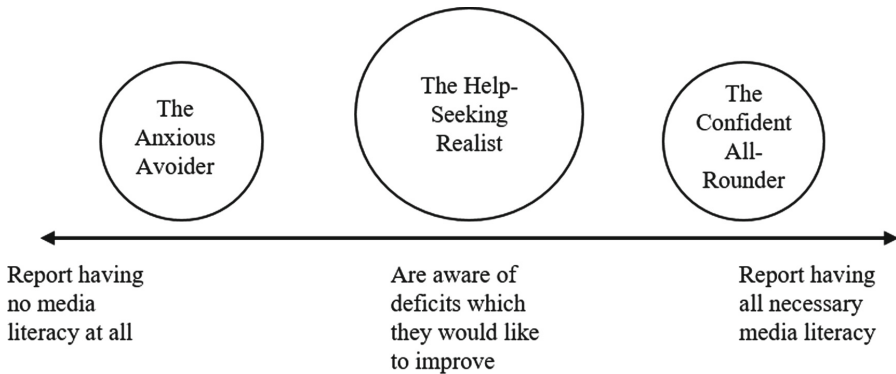 The
Anxious
Avoider
The Help-
Seeking
Realist
The
Confident
All-
Rounder
Report having
no media
literacy at all
Are aware of
deficits which
they would like
to improve
Report having
all necessary
media literacy